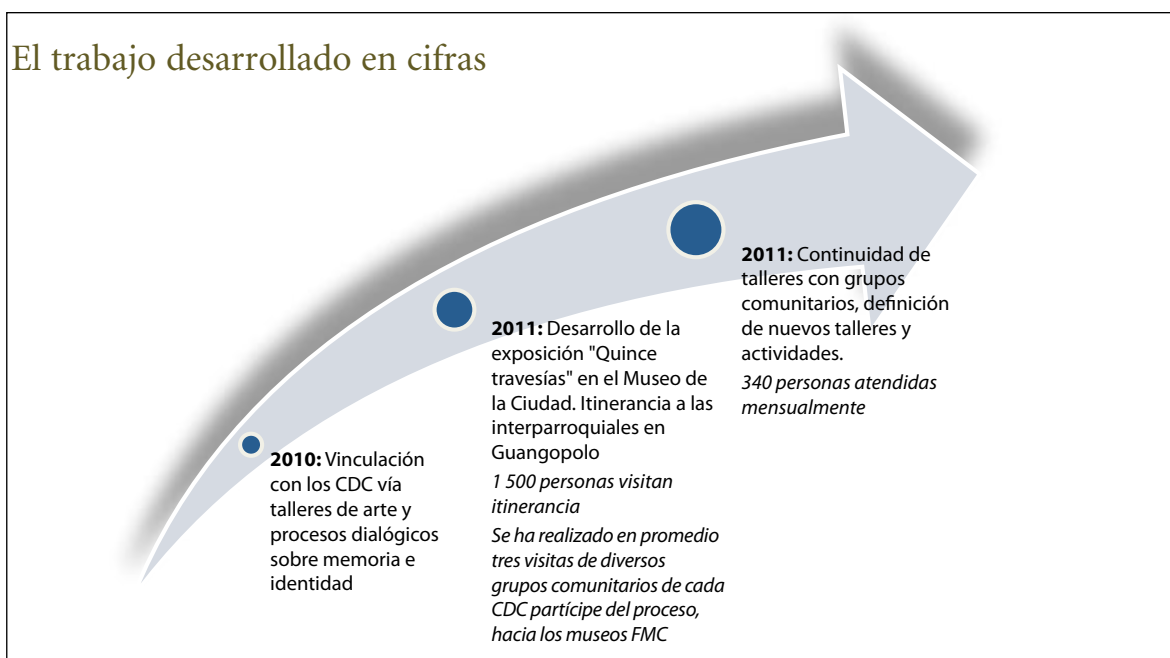 El trabajo desarrollado en cifras
2010: Vinculación
con los CDC vía
talleres de arte y
procesos dialógicos
sobre memoria e
identidad
2011: Desarrollo de la
exposición "Quince
travesías" en el Museo de
la Ciudad. Itinerancia a las
interparroquiales en
Guangopolo
1 500 personas visitan
itinerancia
Se ha realizado en promedio
tres visitas de diversos
grupos comunitarios de cada
CDC partícipe del proceso,
hacia los museos FMC
2011: Continuidad de
talleres con grupos
comunitarios, definición
de nuevos talleres y
actividades.
340 personas atendidas
mensualmente